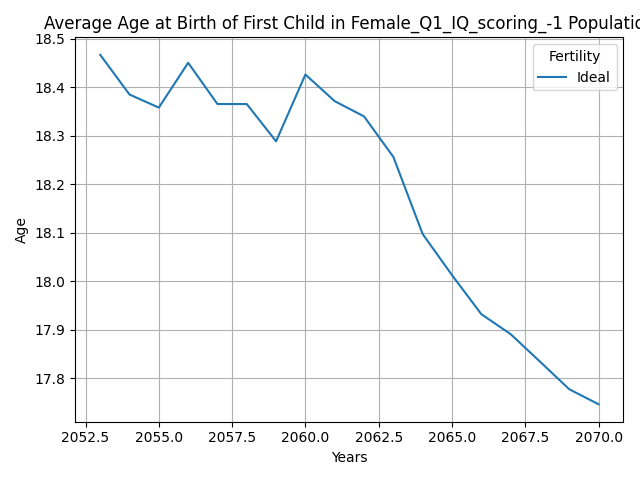 Average Age at Birth of First Child in Female_Q1_IQ_scoring_-1 Populatio
18.5
18.4
18.3
18.2
18.1
18.0
17.9
17.8
Age
Fertility
Ideal
2052.5 2055.0 2057.5 2060.0 2062.5 2065.0 2067.5 2070.0
Years